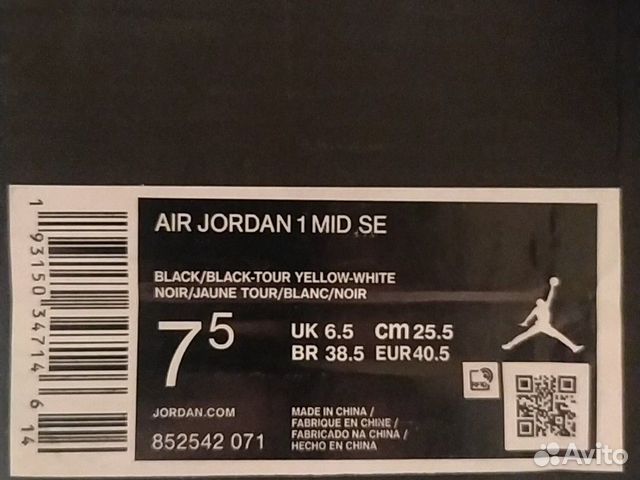 1 93150 34714 6 14
AIR JORDAN 1 MID SE
BLACK/BLACK-TOUR YELLOW-WHITE
NOIR/JAUNE TOUR/BLANC/NOIR
7 5
UK 6.5 cm 25.5
BR 38.5 EUR 40.5
JORDAN.COM
852542 071
MADE IN CHINA /
FABRIQUE EN CHINE /
FABRICADO NA CHINA /
HECHO EN CHINA
Avito